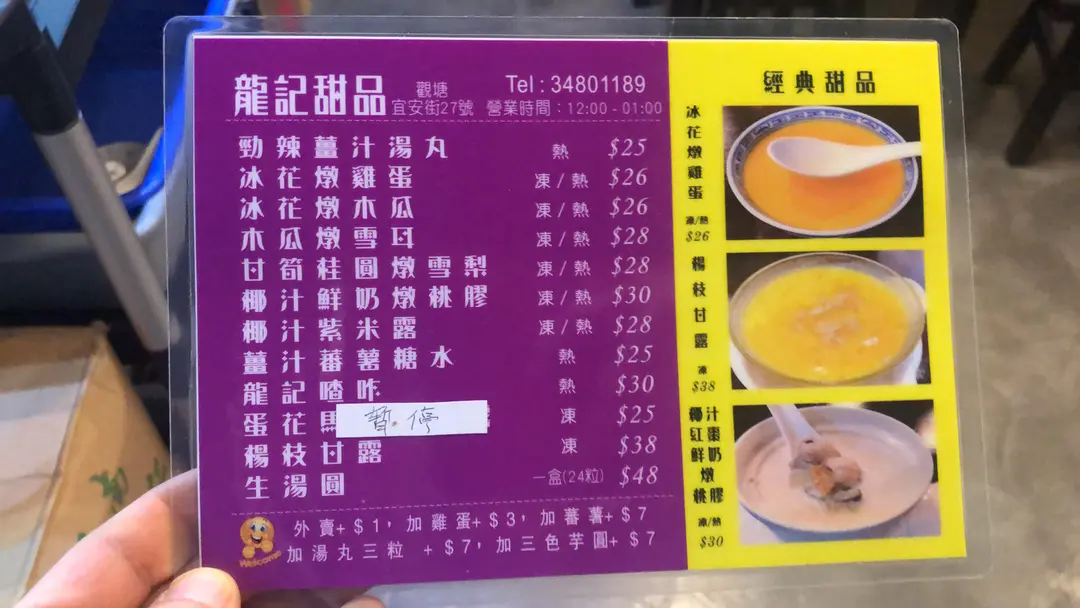 龍記甜品 觀塘 宜安街27號 Tel : 34801189 營業時間：12:00 - 01:00
勁辣薑汁湯丸 熱 $25
冰花燉雞蛋 凍/熱 $26
冰花燉木瓜 凍/熱 $26
木瓜燉雪耳 凍/熱 $28
甘筍桂圓燉雪梨 凍/熱 $28
椰汁鮮奶燉桃膠 凍/熱 $30
椰汁紫米露 凍/熱 $28
薑汁蕃薯糖水 熱 $25
龍記喳咋 熱 $30
蛋花馬 暫停 凍 $25
楊枝甘露 凍 $38
生湯圓 一盒(24粒) $48
Welcome
外賣+$1，加雞蛋+$3，加蕃薯+$7
加湯丸三粒 +$7，加三色芋圓+$7
經典甜品
冰花燉雞蛋
凍/熱
$26
楊枝甘露
凍
$38
椰汁紅棗鮮奶燉桃膠
凍/熱
$30